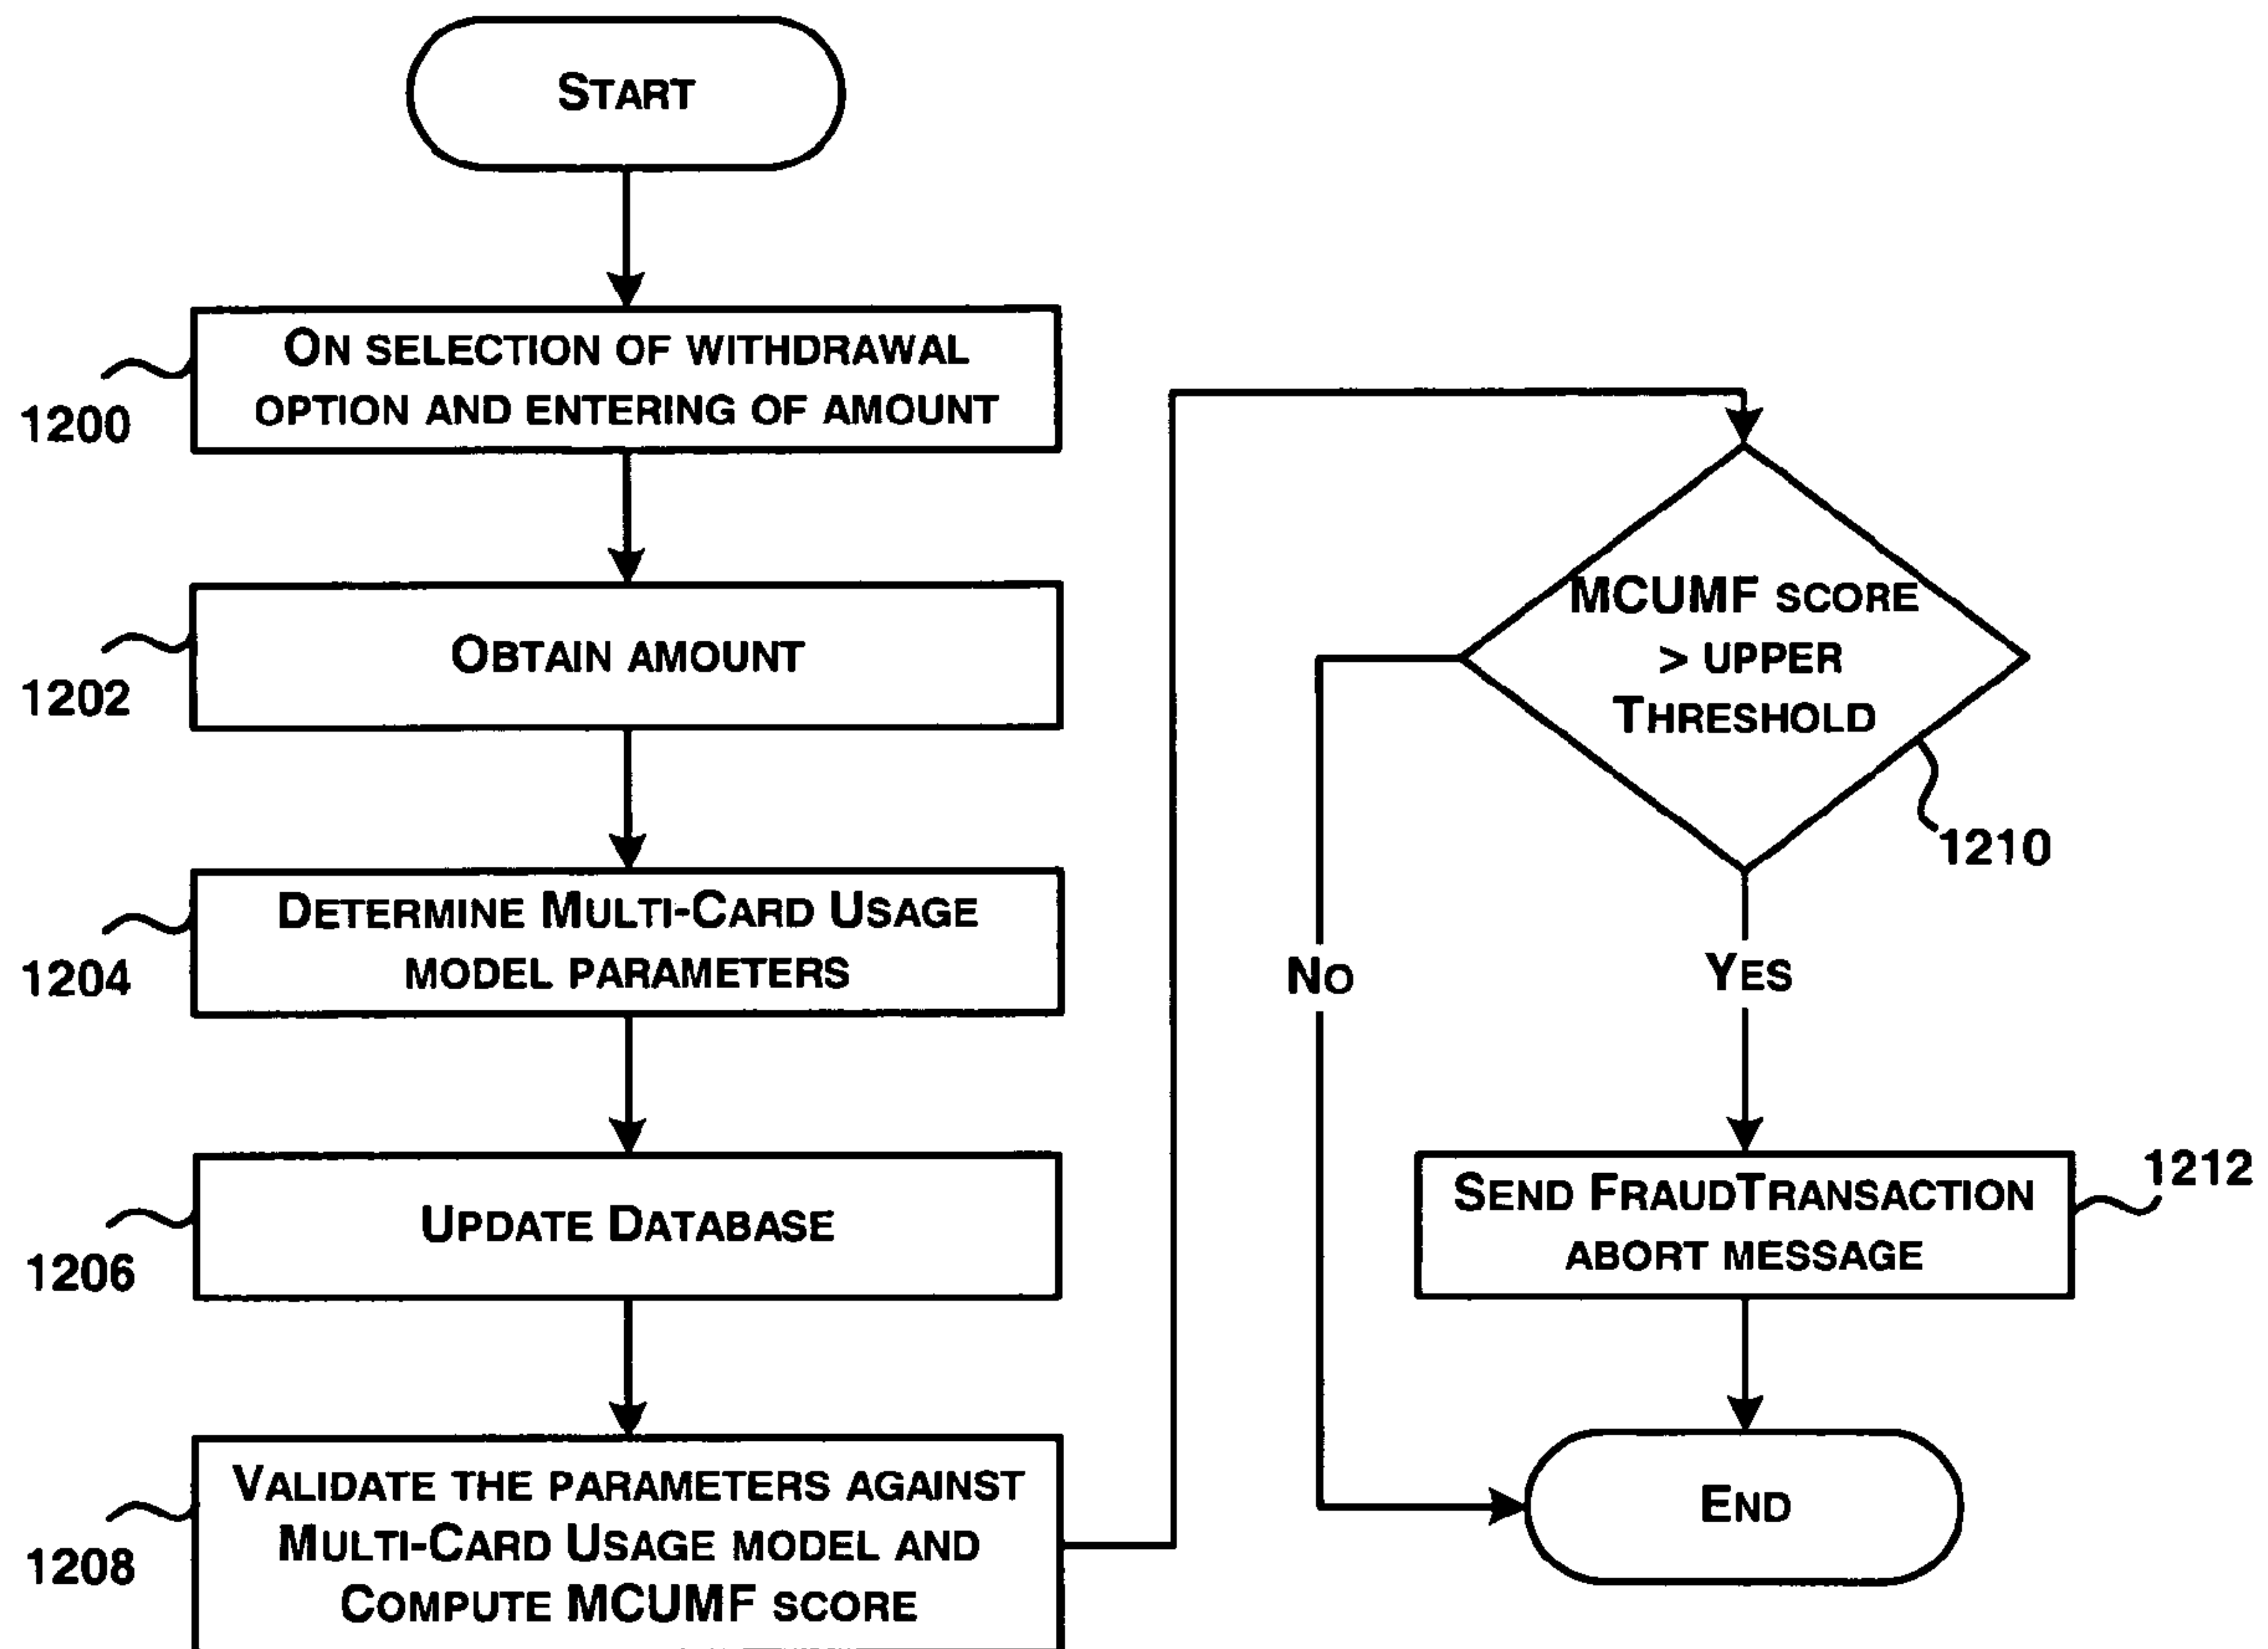 START
ON SELECTION OF WITHDRAWAL
OPTION AND ENTERING OF AMOUNT
1200
OBTAIN AMOUNT
1202
DETERMINE MULTI-CARD USAGE
MODEL PARAMETERS
1204
UPDATE DATABASE
1206
VALIDATE THE PARAMETERS AGAINST
MULTI-CARD USAGE MODEL AND
COMPUTE MCUMF SCORE
1208
MCUMF SCORE
> UPPER
THRESHOLD
1210
NO
YES
SEND FRAUDTRANSACTION
ABORT MESSAGE
1212
END